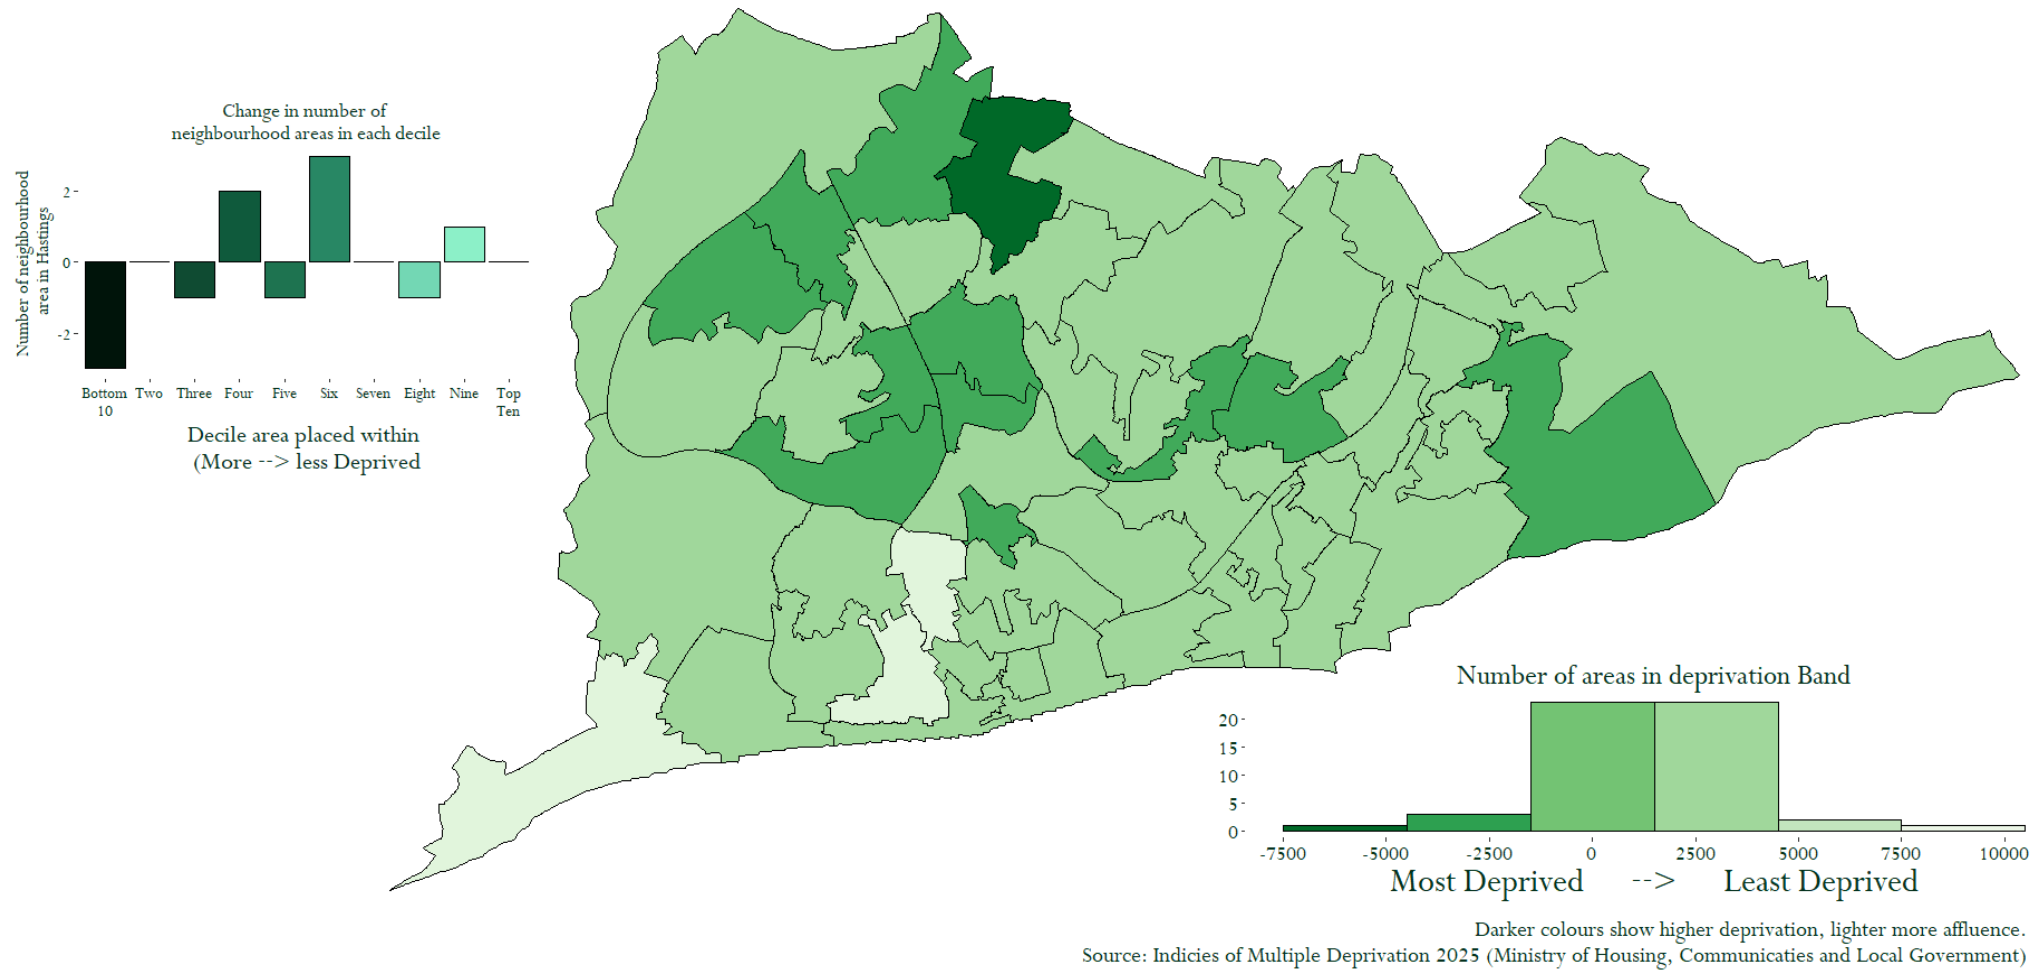 Change in number of
neighbourhood areas in each decile
Number of neighbourhood
area in Hastings
2
0
-2
Bottom Two Three Four Five Six Seven Eight Nine Top
10 Ten
Decile area placed within
(More --> less Deprived
Number of areas in deprivation Band
20
15
10
5
0
-7500 -5000 -2500 0 2500 5000 7500 10000
Most Deprived --> Least Deprived
Darker colours show higher deprivation, lighter more affluence.
Source: Indicies of Multiple Deprivation 2025 (Ministry of Housing, Communicaties and Local Government)